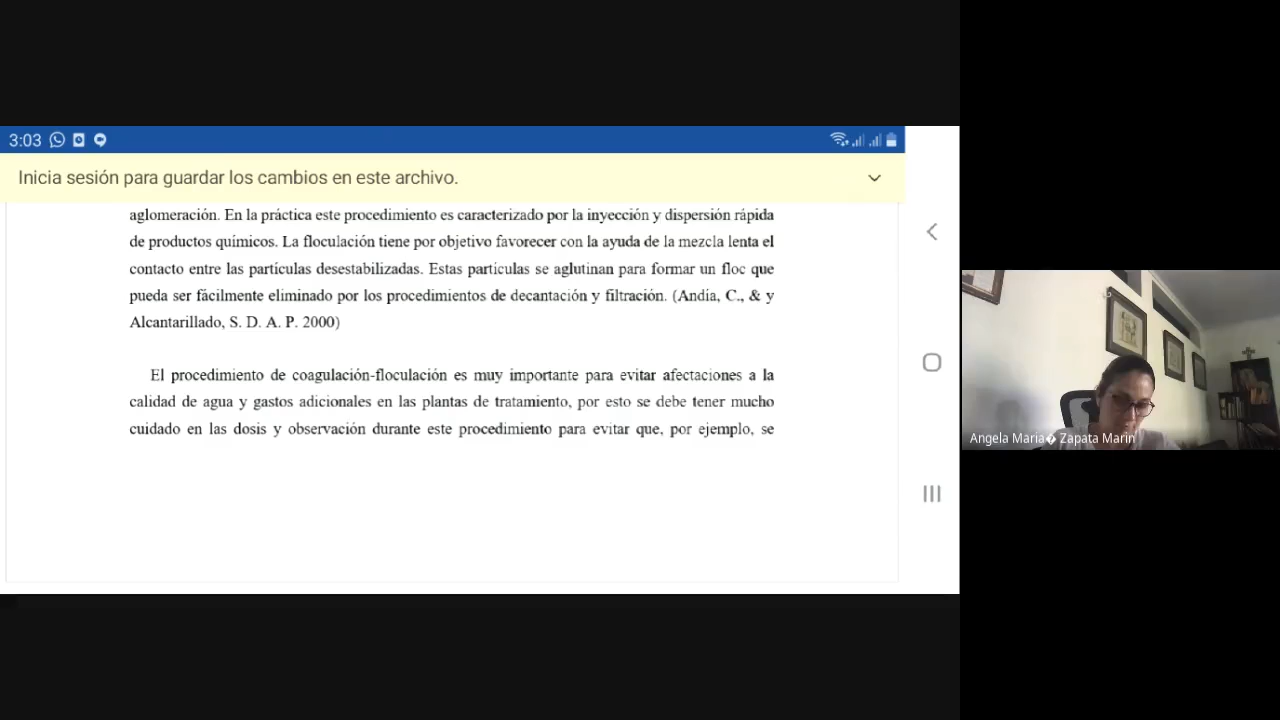 3:03
Inicia sesión para guardar los cambios en este archivo.
aglomeración. En la práctica este procedimiento es caracterizado por la inyección y dispersión rápida
de productos químicos. La floculación tiene por objetivo favorecer con la ayuda de la mezcla lenta el
contacto entre las partículas desestabilizadas. Estas partículas se aglutinan para formar un floc que
pueda ser fácilmente eliminado por los procedimientos de decantación y filtración. (Andía, C., & y
Alcantarillado, S. D. A. P. 2000)
El procedimiento de coagulación-floculación es muy importante para evitar afectaciones a la
calidad de agua y gastos adicionales en las plantas de tratamiento, por esto se debe tener mucho
cuidado en las dosis y observación durante este procedimiento para evitar que, por ejemplo, se
Angela Maria� Zapata Marin